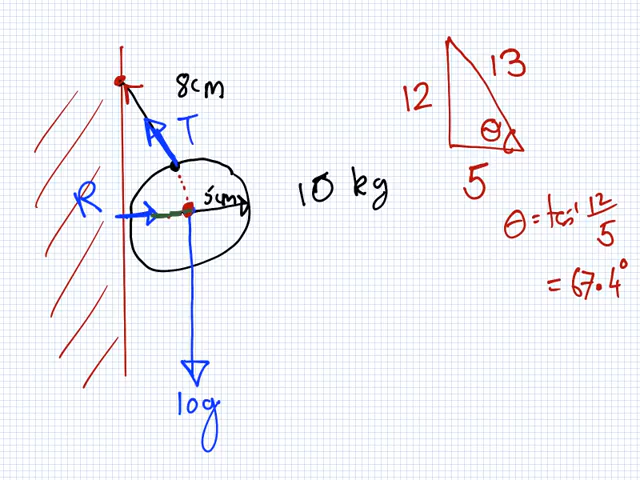 8cm
T
R
5cm
10 kg
10g
13
12
θ
5
θ = tan⁻¹ 12/5
= 67.4°